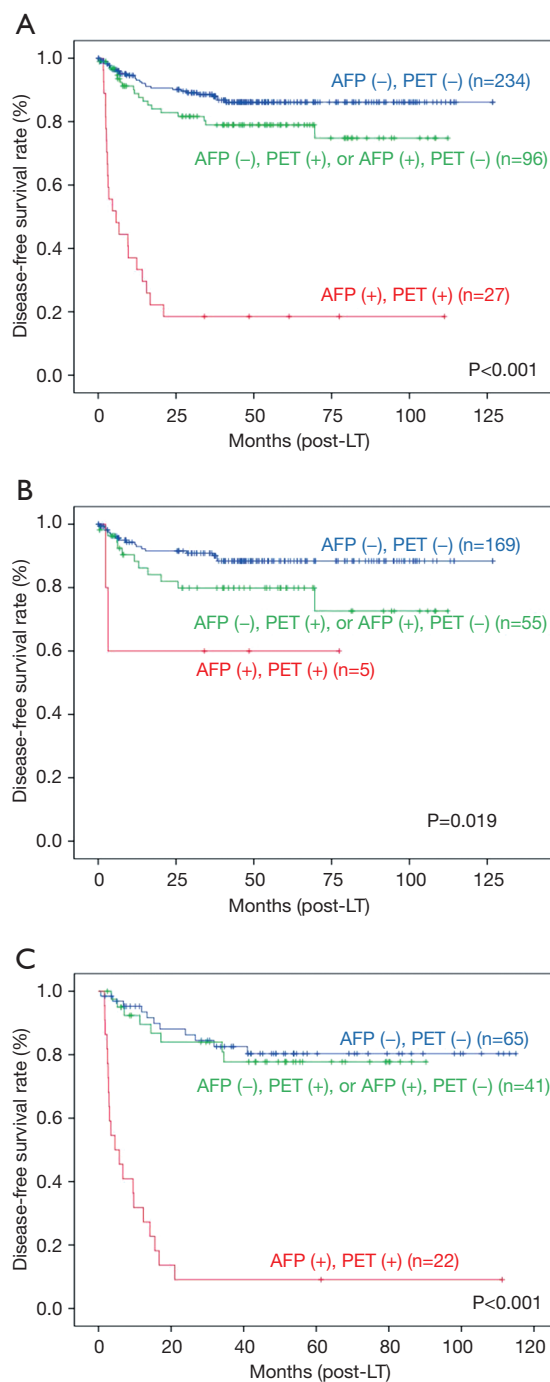 A
Disease-free survival rate (%)
1.0
0.8
0.6
0.4
0.2
0.0
AFP (–), PET (–) (n=234)
AFP (–), PET (+), or AFP (+), PET (–) (n=96)
AFP (+), PET (+) (n=27)
P<0.001
0 25 50 75 100 125
Months (post-LT)
B
Disease-free survival rate (%)
1.0
0.8
0.6
0.4
0.2
0.0
AFP (–), PET (–) (n=169)
AFP (–), PET (+), or AFP (+), PET (–) (n=55)
AFP (+), PET (+) (n=5)
P=0.019
0 25 50 75 100 125
Months (post-LT)
C
Disease-free survival rate (%)
1.0
0.8
0.6
0.4
0.2
0.0
AFP (–), PET (–) (n=65)
AFP (–), PET (+), or AFP (+), PET (–) (n=41)
AFP (+), PET (+) (n=22)
P<0.001
0 20 40 60 80 100 120
Months (post-LT)